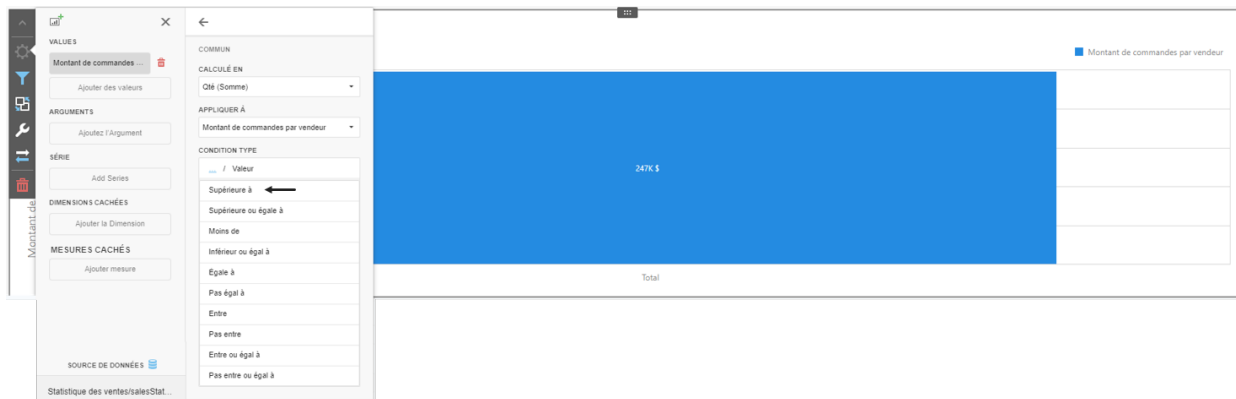 VALUES
Montant de commandes ...
Ajouter des valeurs
ARGUMENTS
Ajoutez l'Argument
SÉRIE
Add Series
DIMENSIONS CACHÉES
Ajouter la Dimension
MESURES CACHÉS
Ajouter mesure
SOURCE DE DONNÉES
Statistique des ventes/salesStat...
COMMUN
CALCULÉ EN
Qté (Somme)
APPLIQUER À
Montant de commandes par vendeur
CONDITION TYPE
... / Valeur
Supérieure à
Supérieure ou égale à
Moins de
Inférieur ou égal à
Égale à
Pas égal à
Entre
Pas entre
Entre ou égal à
Pas entre ou égal à
Montant de commandes par vendeur
247K $
Total
Montant de